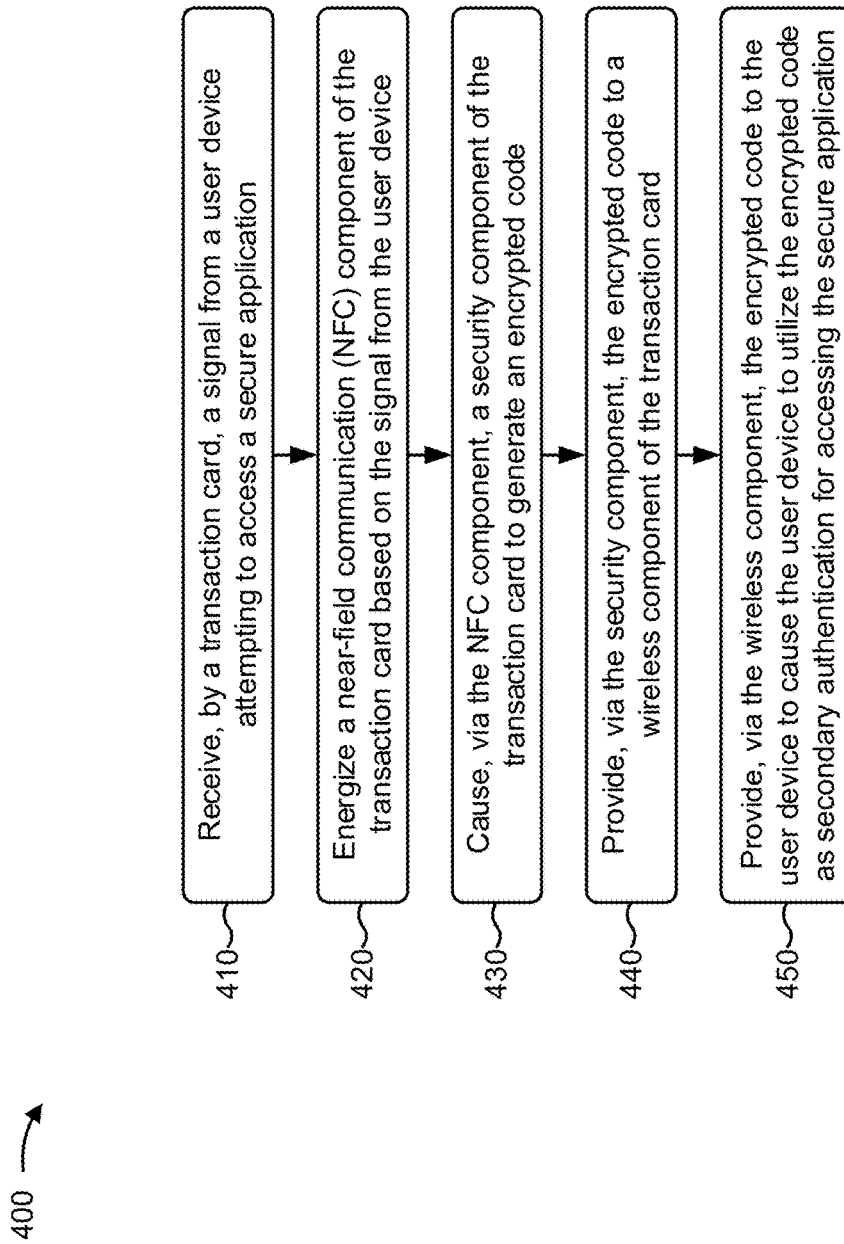 400
410
Receive, by a transaction card, a signal from a user device
attempting to access a secure application
420
Energize a near-field communication (NFC) component of the
transaction card based on the signal from the user device
430
Cause, via the NFC component, a security component of the
transaction card to generate an encrypted code
440
Provide, via the security component, the encrypted code to a
wireless component of the transaction card
450
Provide, via the wireless component, the encrypted code to the
user device to cause the user device to utilize the encrypted code
as secondary authentication for accessing the secure application